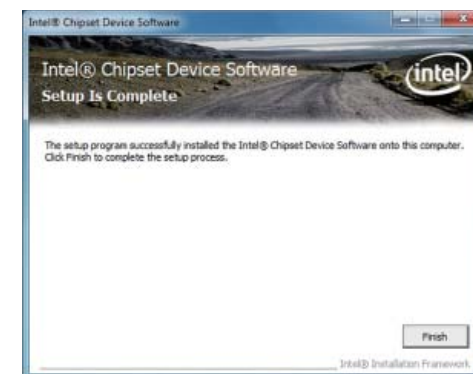 Intel® Chipset Device Software
Intel® Chipset Device Software
Setup Is Complete
intel
The setup program successfully installed the Intel® Chipset Device Software onto this computer.
Click Finish to complete the setup process.
Finish
Intel® Installation Framework